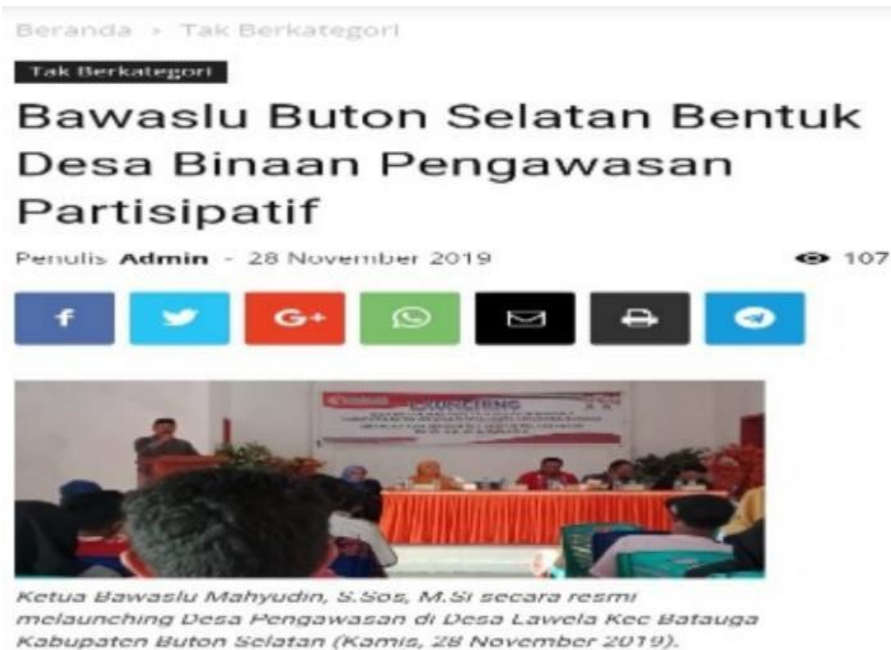 Beranda › Tak Berkategori
Tak Berkategori
Bawaslu Buton Selatan Bentuk
Desa Binaan Pengawasan
Partisipatif
Penulis Admin - 28 November 2019 107
f G+
LAUNCHING
Ketua Bawaslu Mahyudin, S.Sos, M.Si secara resmi
melaunching Desa Pengawasan di Desa Lawela Kec Batauga
Kabupaten Buton Selatan (Kamis, 28 November 2019).